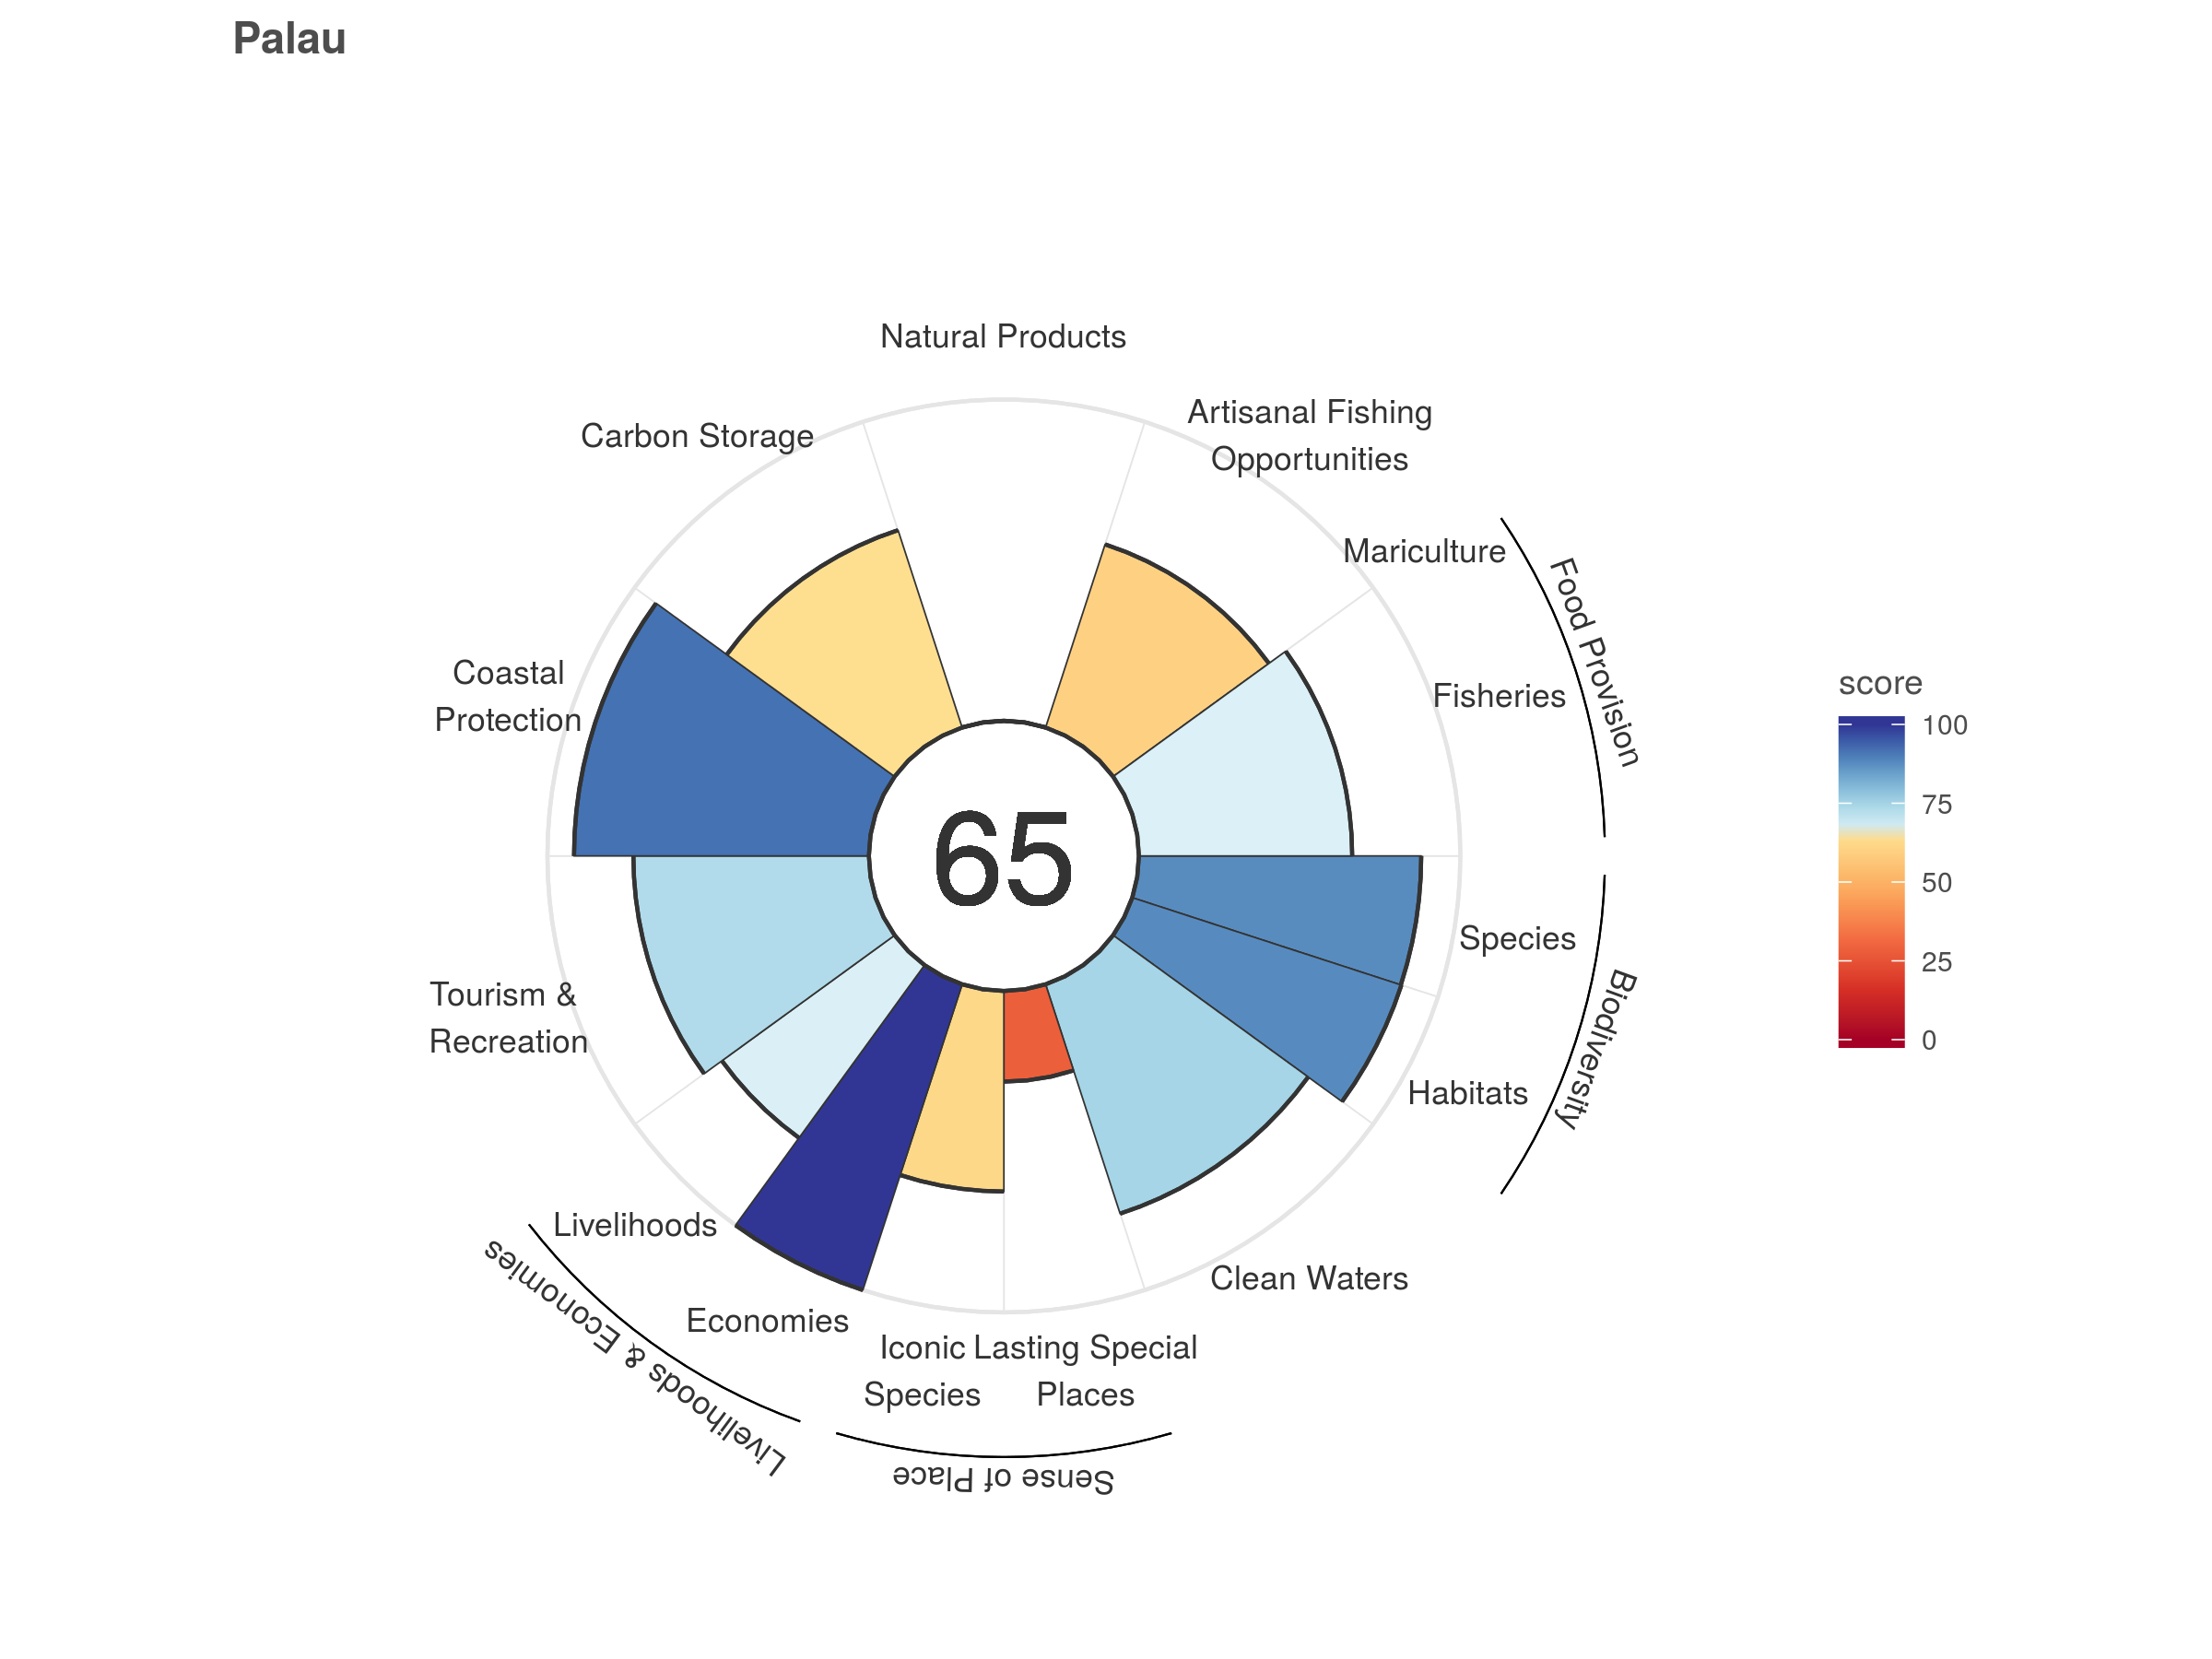 Palau
Natural Products
Artisanal Fishing
Opportunities
Carbon Storage
Mariculture
Food Provision
Fisheries
Coastal
Protection
score
100
75
50
25
0
65
Species
Biodiversity
Habitats
Tourism &
Recreation
Livelihoods
Livelihoods & Economies
Economies
Clean Waters
Iconic
Species
Lasting Special
Places
Sense of Place